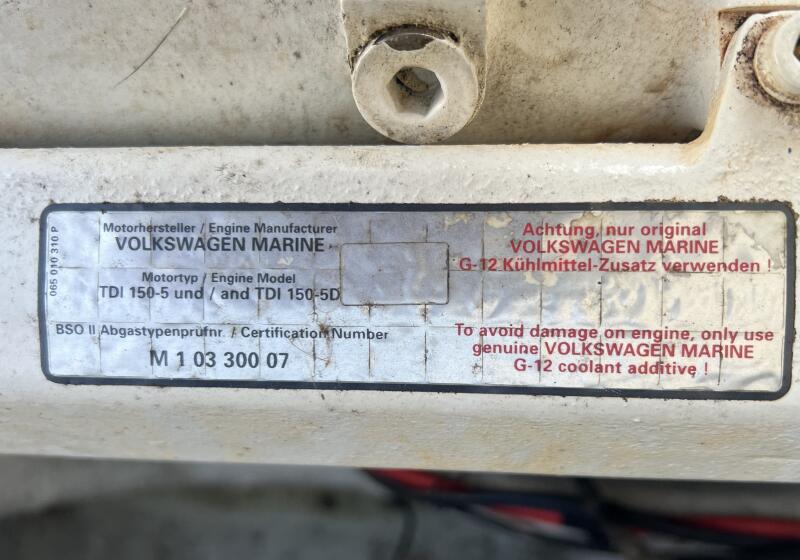 065 010 310 P
Motorhersteller / Engine Manufacturer
VOLKSWAGEN MARINE
Motortyp / Engine Model
TDI 150-5 und / and TDI 150-5D
BSO II Abgastypenprüfnr. / Certification Number
M 1 03 300 07
Achtung, nur original
VOLKSWAGEN MARINE
G-12 Kühlmittel-Zusatz verwenden !
To avoid damage on engine, only use
genuine VOLKSWAGEN MARINE
G-12 coolant additive !